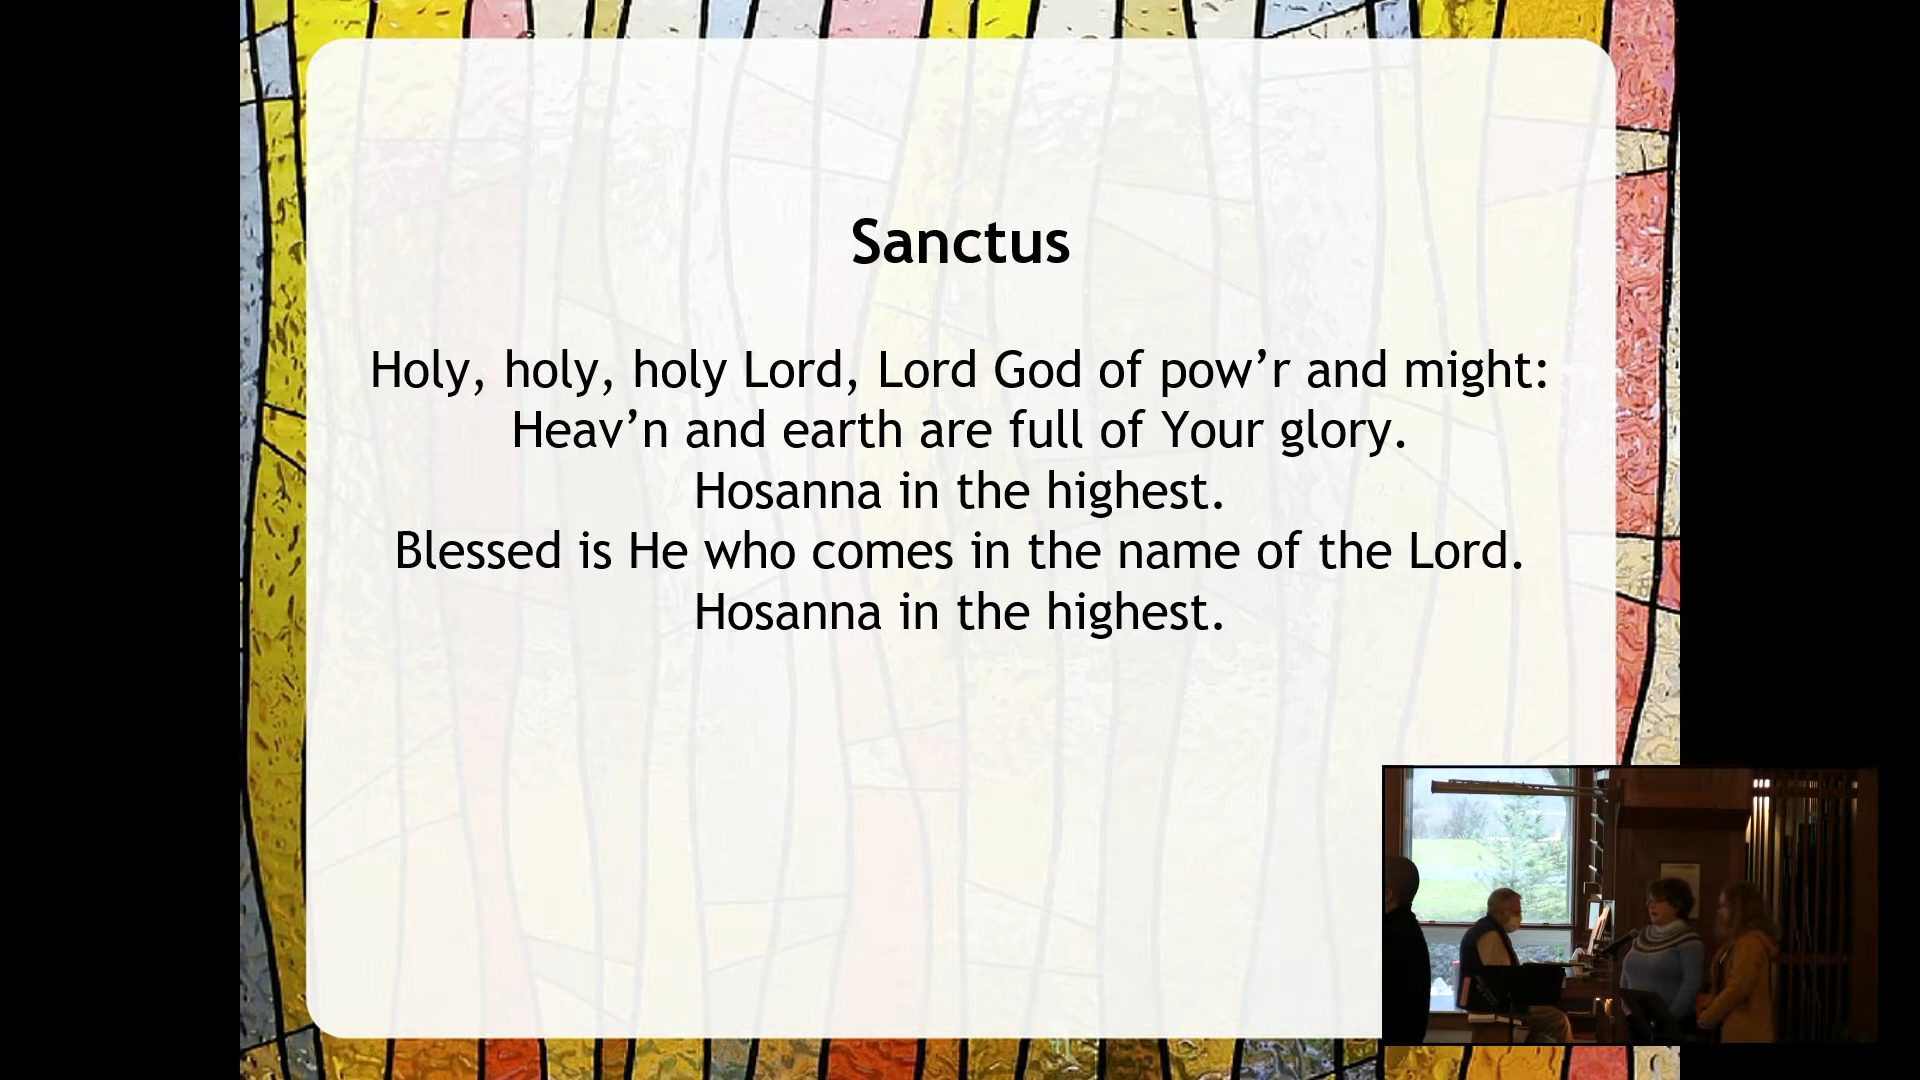 Sanctus
Holy, holy, holy Lord, Lord God of pow’r and might:
Heav’n and earth are full of Your glory.
Hosanna in the highest.
Blessed is He who comes in the name of the Lord.
Hosanna in the highest.